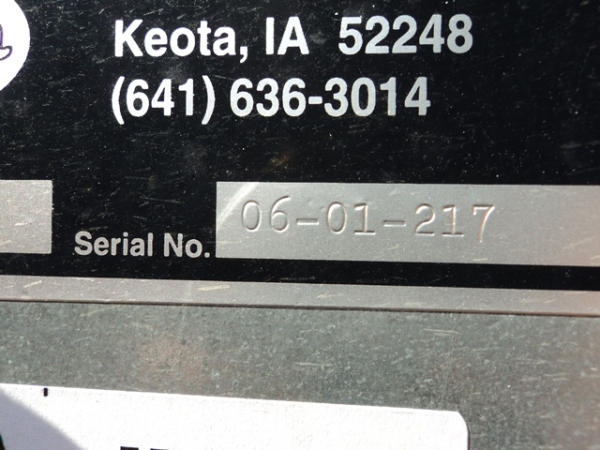 Keota, IA 52248
(641) 636-3014
Serial No. 06-01-217